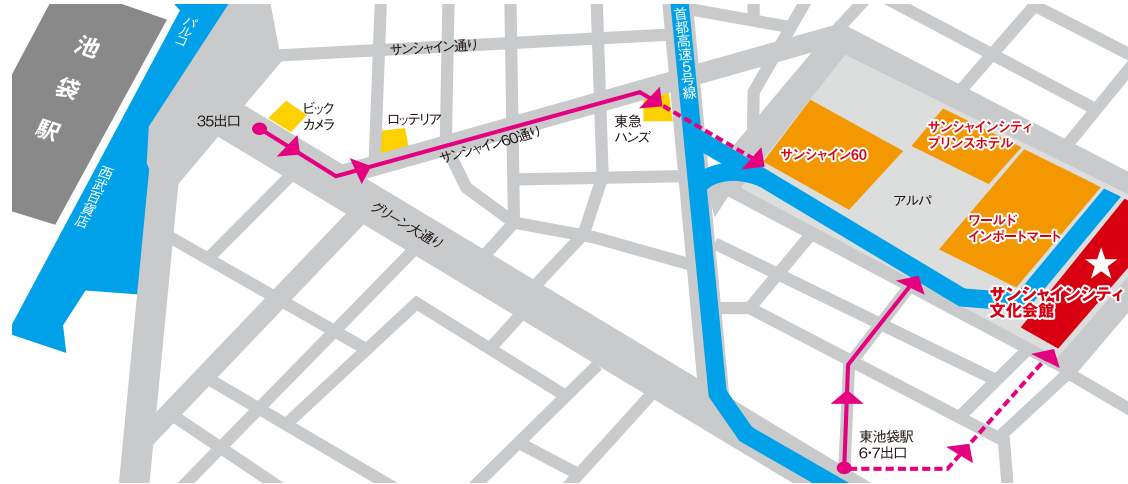 池袋駅
パルコ
西武百貨店
35出口
ビック
カメラ
ロッテリア
サンシャイン通り
サンシャイン60通り
グリーン大通り
東急
ハンズ
首都高速5号線
サンシャイン60
サンシャインシティ
プリンスホテル
アルパ
ワールド
インポートマート
サンシャインシティ
文化会館
東池袋駅
6・7出口